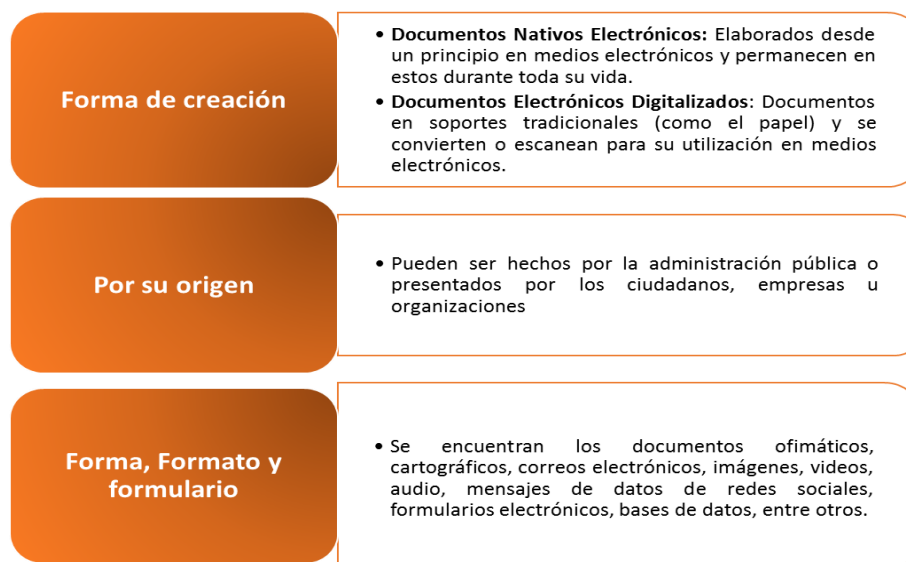 Forma de creación
• Documentos Nativos Electrónicos: Elaborados desde
un principio en medios electrónicos y permanecen en
estos durante toda su vida.
• Documentos Electrónicos Digitalizados: Documentos
en soportes tradicionales (como el papel) y se
convierten o escanean para su utilización en medios
electrónicos.
Por su origen
• Pueden ser hechos por la administración pública o
presentados por los ciudadanos, empresas u
organizaciones
Forma, Formato y
formulario
• Se encuentran los documentos ofimáticos,
cartográficos, correos electrónicos, imágenes, videos,
audio, mensajes de datos de redes sociales,
formularios electrónicos, bases de datos, entre otros.